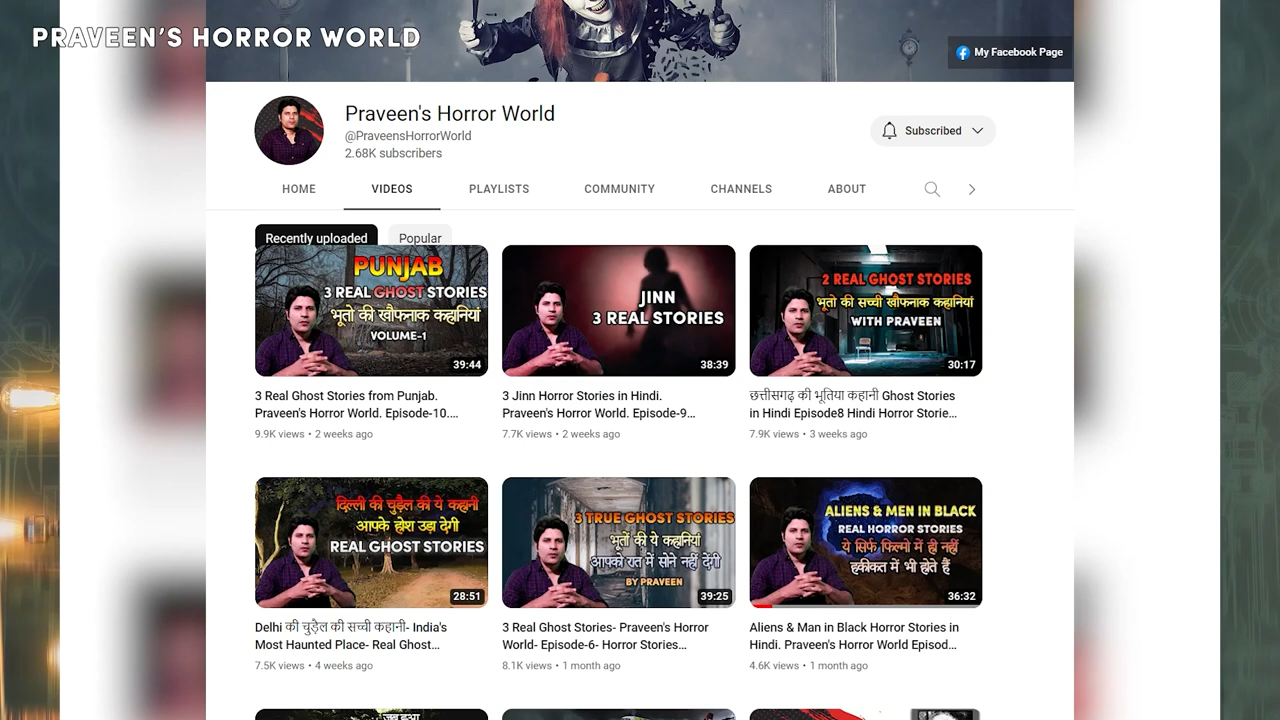 PRAVEEN'S HORROR WORLD
My Facebook Page
Praveen's Horror World
@PraveensHorrorWorld
2.68K subscribers
Subscribed
HOME VIDEOS PLAYLISTS COMMUNITY CHANNELS ABOUT
Recently uploaded Popular
PUNJAB
3 REAL GHOST STORIES
भूतो की खौफनाक कहानियां
VOLUME-1
39:44
JINN
3 REAL STORIES
38:39
2 REAL GHOST STORIES
भूतो की सच्ची खौफनाक कहानियां
WITH PRAVEEN
30:17
3 Real Ghost Stories from Punjab.
Praveen's Horror World. Episode-10....
9.9K views • 2 weeks ago
3 Jinn Horror Stories in Hindi.
Praveen's Horror World. Episode-9...
7.7K views • 2 weeks ago
छत्तीसगढ़ की भूतिया कहानी Ghost Stories
in Hindi Episode8 Hindi Horror Storie...
7.9K views • 3 weeks ago
दिल्ली की चुड़ैल की ये कहानी
आपके होश उड़ा देगी
REAL GHOST STORIES
28:51
3 TRUE GHOST STORIES
भूतों की ये कहानियां
आपको रात में सोने नहीं देंगी
BY PRAVEEN
39:25
ALIENS & MEN IN BLACK
REAL HORROR STORIES
ये सिर्फ फिल्मो में ही नहीं
हकीकत में भी होते हैं
36:32
Delhi की चुड़ैल की सच्ची कहानी- India's
Most Haunted Place- Real Ghost...
7.5K views • 4 weeks ago
3 Real Ghost Stories- Praveen's Horror
World- Episode-6- Horror Stories...
8.1K views • 1 month ago
Aliens & Man in Black Horror Stories in
Hindi. Praveen's Horror World Episod...
4.6K views • 1 month ago